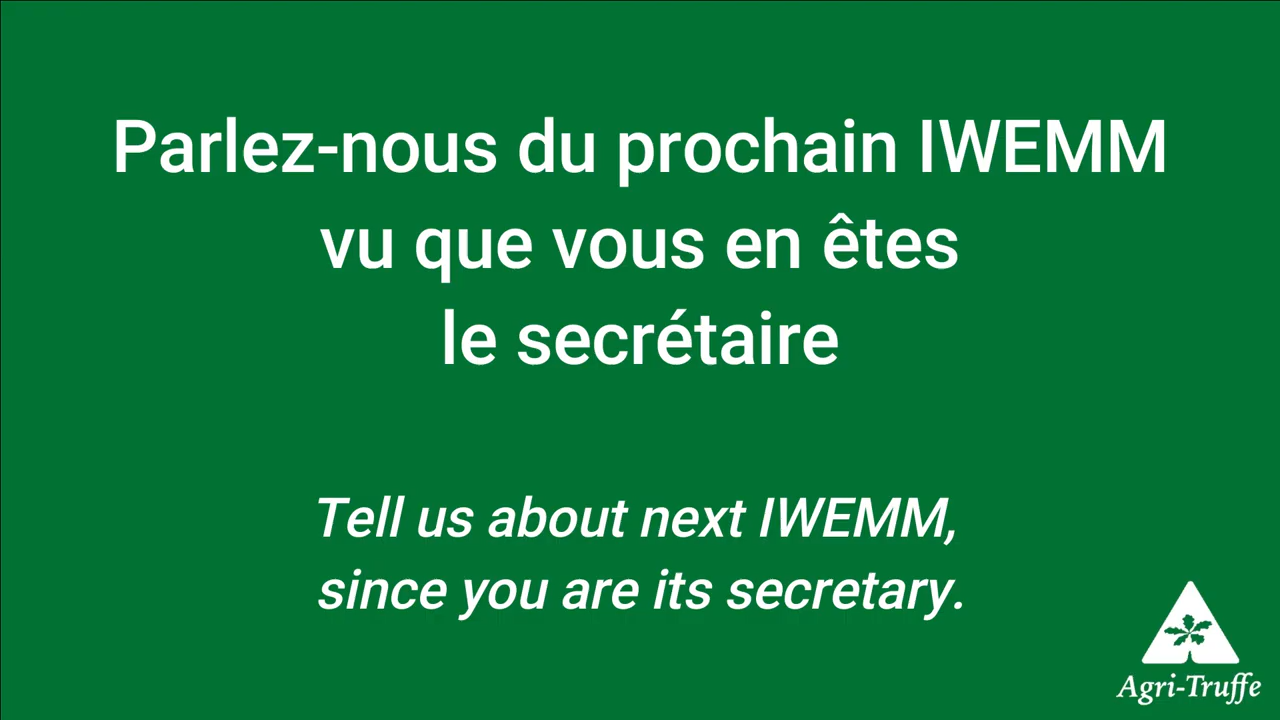 Parlez-nous du prochain IWEMM
vu que vous en êtes
le secrétaire
Tell us about next IWEMM,
since you are its secretary.
Agri-Truffe